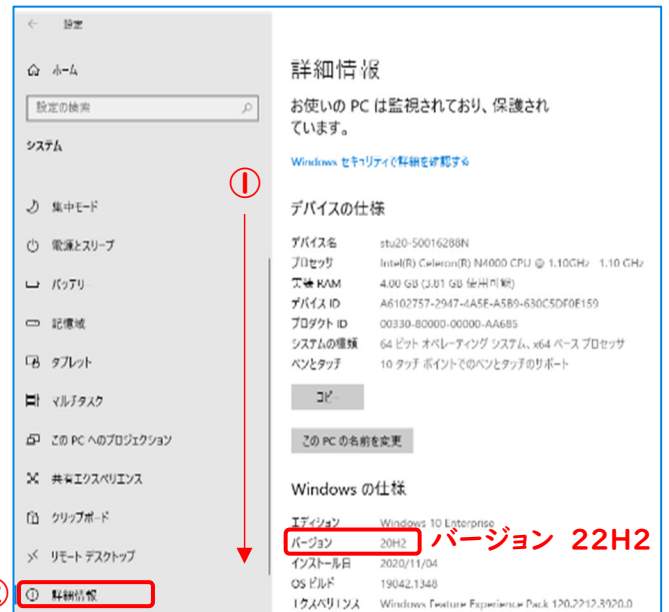 ← 設定
ホーム
設定の検索
システム
集中モード
電源とスリープ
バッテリー
記憶域
タブレット
マルチタスク
この PC へのプロジェクション
共有エクスペリエンス
クリップボード
リモート デスクトップ
詳細情報
①
詳細情報
お使いの PC は監視されており、保護され
ています。
Windows セキュリティで詳細を確認する
デバイスの仕様
デバイス名 stu20-50016288N
プロセッサ Intel(R) Celeron(R) N4000 CPU @ 1.10GHz 1.10 GHz
実装 RAM 4.00 GB (3.81 GB 使用可能)
デバイス ID A6102757-2947-4A5E-A5B9-630C5DF0E159
プロダクト ID 00330-80000-00000-AA685
システムの種類 64 ビット オペレーティング システム、x64 ベース プロセッサ
ペンとタッチ 10 タッチ ポイントでのペンとタッチのサポート
コピー
この PC の名前を変更
Windows の仕様
エディション Windows 10 Enterprise
バージョン 20H2 バージョン 22H2
インストール日 2020/11/04
OS ビルド 19042.1348
エクスペリエンス Windows Feature Experience Pack 120.2212.3920.0